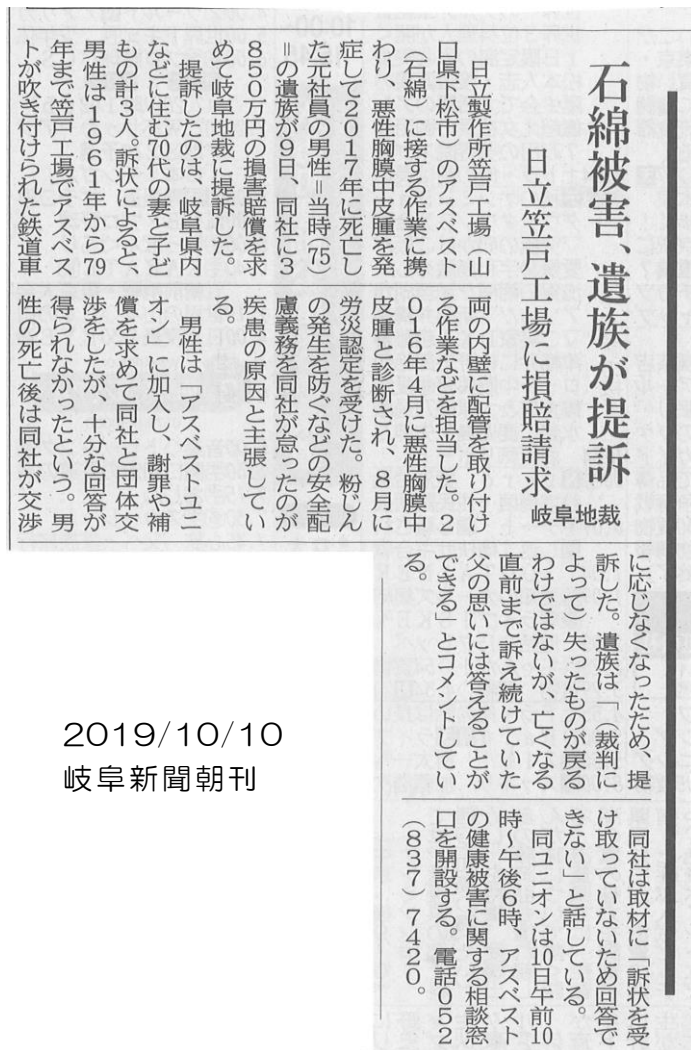 石綿被害、遺族が提訴
日立笠戸工場に損賠請求
岐阜地裁
日立製作所笠戸工場(山
口県下松市)のアスベスト
(石綿)に接する作業に携
わり、悪性胸膜中皮腫を発
症して2017年に死亡し
た元社員の男性=当時(75)
=の遺族が9日、同社に3
850万円の損害賠償を求
めて岐阜地裁に提訴した。
提訴したのは、岐阜県内
などに住む70代の妻と子ど
もの計3人。訴状によると、
男性は1961年から79
年まで笠戸工場でアスベス
トが吹き付けられた鉄道車
両の内壁に配管を取り付け
る作業などを担当した。2
016年4月に悪性胸膜中
皮腫と診断され、8月に
労災認定を受けた。粉じん
の発生を防ぐなどの安全配
慮義務を同社が怠ったのが
疾患の原因と主張してい
る。
男性は「アスベストユニ
オン」に加入し、謝罪や補
償を求めて同社と団体交
渉をしたが、十分な回答が
得られなかったという。男
性の死亡後は同社が交渉
に応じなくなったため、提
訴した。遺族は「(裁判に
よって)失ったものが戻る
わけではないが、亡くなる
直前まで訴え続けていた
父の思いには答えることが
できる」とコメントしてい
る。
同社は取材に「訴状を受
け取っていないため回答で
きない」と話している。
同ユニオンは10日午前10
時~午後6時、アスベスト
の健康被害に関する相談窓
口を開設する。電話052
(837)7420。
2019/10/10
岐阜新聞朝刊